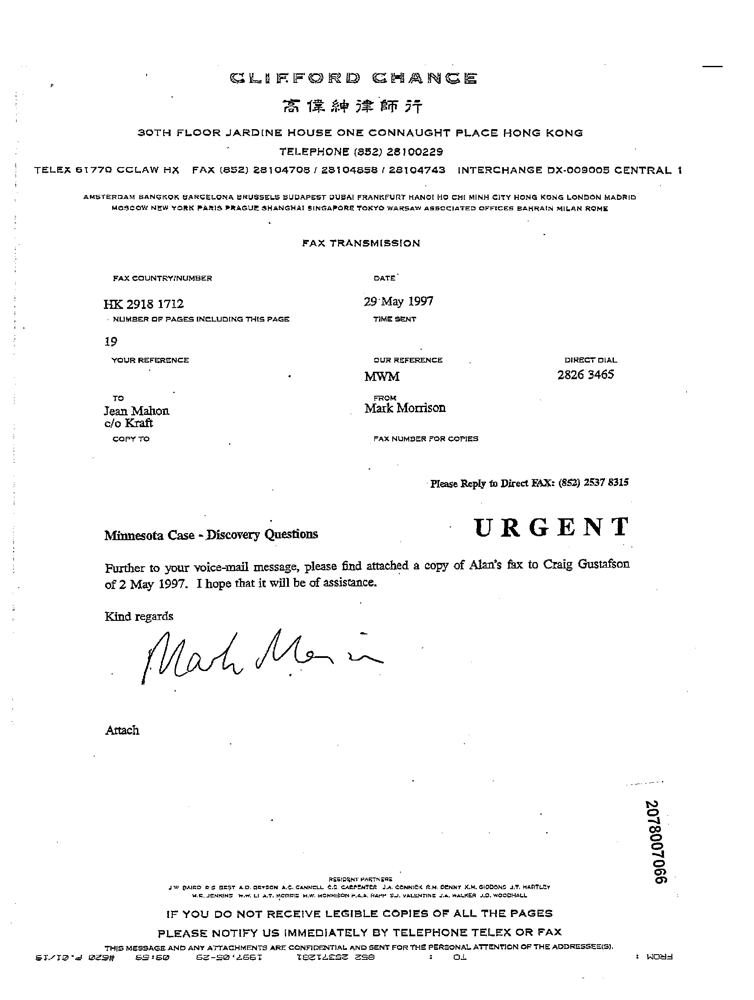 CLIFFORD CHANCE
高偉紳律師行
30TH FLOOR JARDINE HOUSE ONE CONNAUGHT PLACE HONG KONG
TELEPHONE (852) 28100229
TELEX 61770 CCLAW HX FAX (852) 28104708 / 28104858 / 28104743 INTERCHANGE DX-009005 CENTRAL 1
AMSTERDAM BANGKOK BARCELONA BRUSSELS BUDAPEST DUBAI FRANKFURT HANOI HO CHI MINH CITY HONG KONG LONDON MADRID
MOSCOW NEW YORK PARIS PRAGUE SHANGHAI SINGAPORE TOKYO WARSAW ASSOCIATED OFFICES BAHRAIN MILAN ROME
FAX TRANSMISSION
FAX COUNTRY/NUMBER DATE
HK 2918 1712 29 May 1997
NUMBER OF PAGES INCLUDING THIS PAGE TIME SENT
19
YOUR REFERENCE OUR REFERENCE DIRECT DIAL
MWM 2826 3465
TO FROM
Jean Mahon Mark Morrison
c/o Kraft
COPY TO FAX NUMBER FOR COPIES
Please Reply to Direct FAX: (852) 2537 8315
Minnesota Case - Discovery Questions URGENT
Further to your voice-mail message, please find attached a copy of Alan's fax to Craig Gustafson
of 2 May 1997. I hope that it will be of assistance.
Kind regards
Mark Morrison
Attach
2078007066
RESIDENT PARTNERS
J.W. BAIRD R.S. BEST A.D. A.C. CANNELL C.S. CARPENTER J.A. CONNICK R.M. DENNY K.M. GIDDONS J.T. HARTLEY
M.E. JENKINS W.W. LI A.T. MORRIS M.W. MORRISON P.A.A. RAPP S.J. VALENTINE J.A. WALKER J.D. WOODHALL
IF YOU DO NOT RECEIVE LEGIBLE COPIES OF ALL THE PAGES
PLEASE NOTIFY US IMMEDIATELY BY TELEPHONE TELEX OR FAX
THIS MESSAGE AND ANY ATTACHMENTS ARE CONFIDENTIAL AND SENT FOR THE PERSONAL ATTENTION OF THE ADDRESSEE(S).
FROM : TO : 852 25371281 1997,05-29 09:59 #520 P.01/19